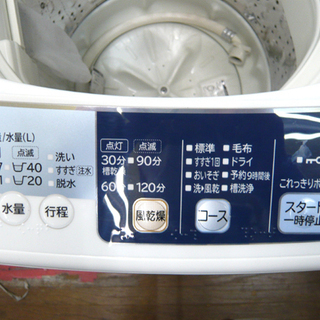 /水量(L)
点灯 点滅
点滅
洗い
40
すすぎ 注水
20
脱水
30分 90分
槽乾
60 120分
標準 毛布
すすぎ1回 ドライ
おいそぎ 予約9時間後
洗~風乾 槽洗浄
これっきりボ
水量
行程
風乾燥
コース
スタート
一時停止